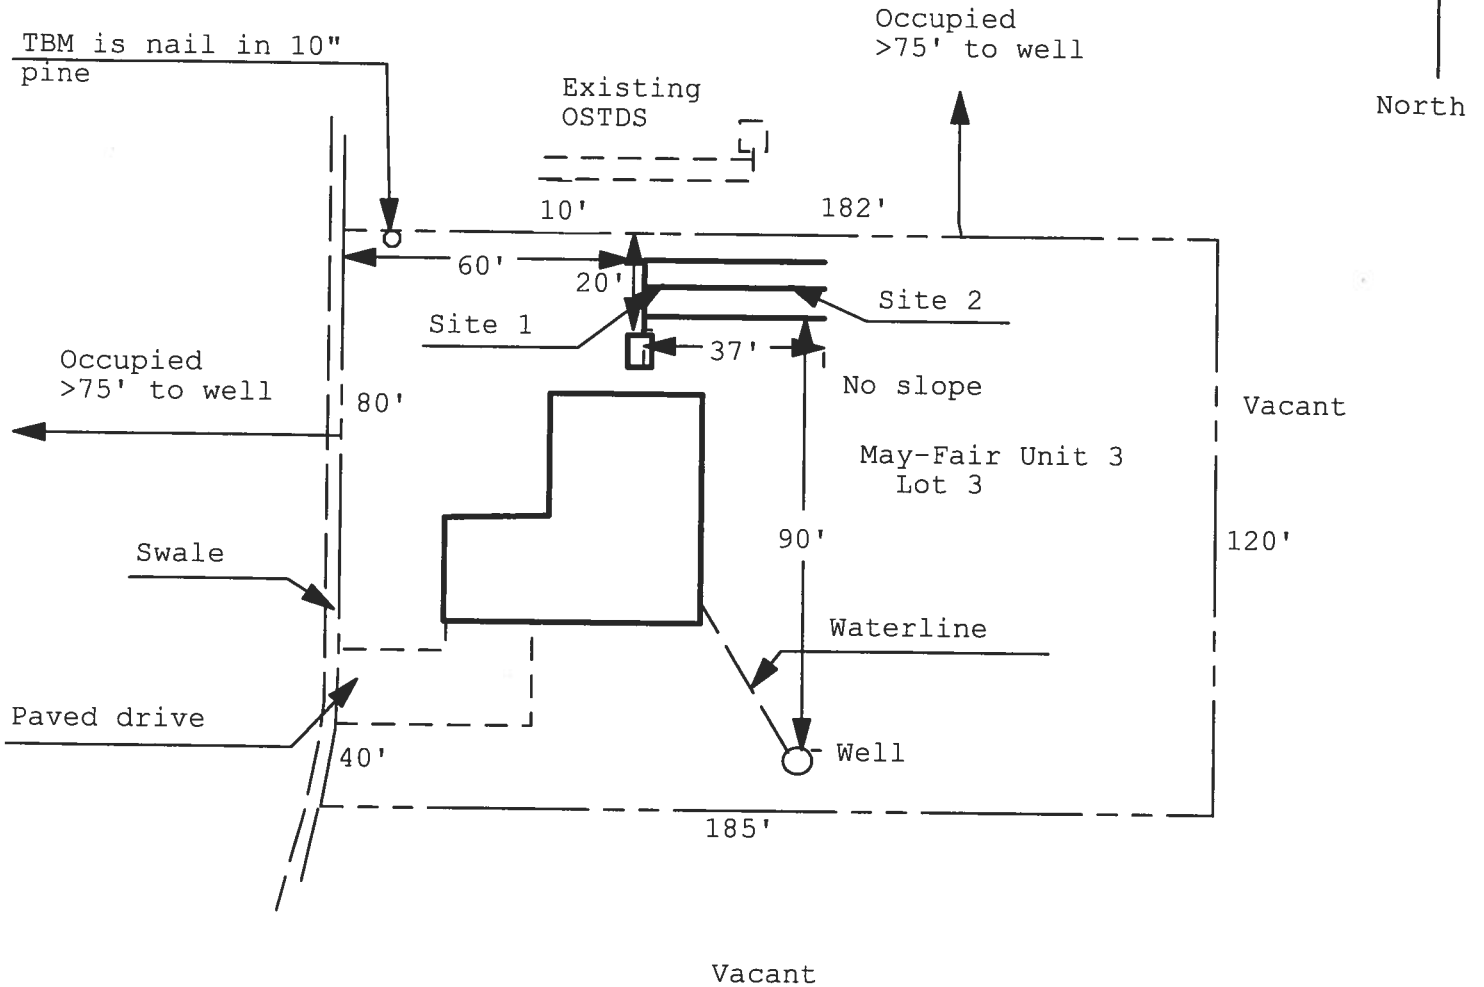 Occupied
>75' to well
TBM is nail in 10"
pine
Existing
OSTDS
North
10'
182'
60'
20'
Site 2
Site 1
37'
Occupied
>75' to well
80'
No slope
Vacant
May-Fair Unit 3
Lot 3
90'
120'
Swale
Waterline
Paved drive
40'
Well
185'
Vacant